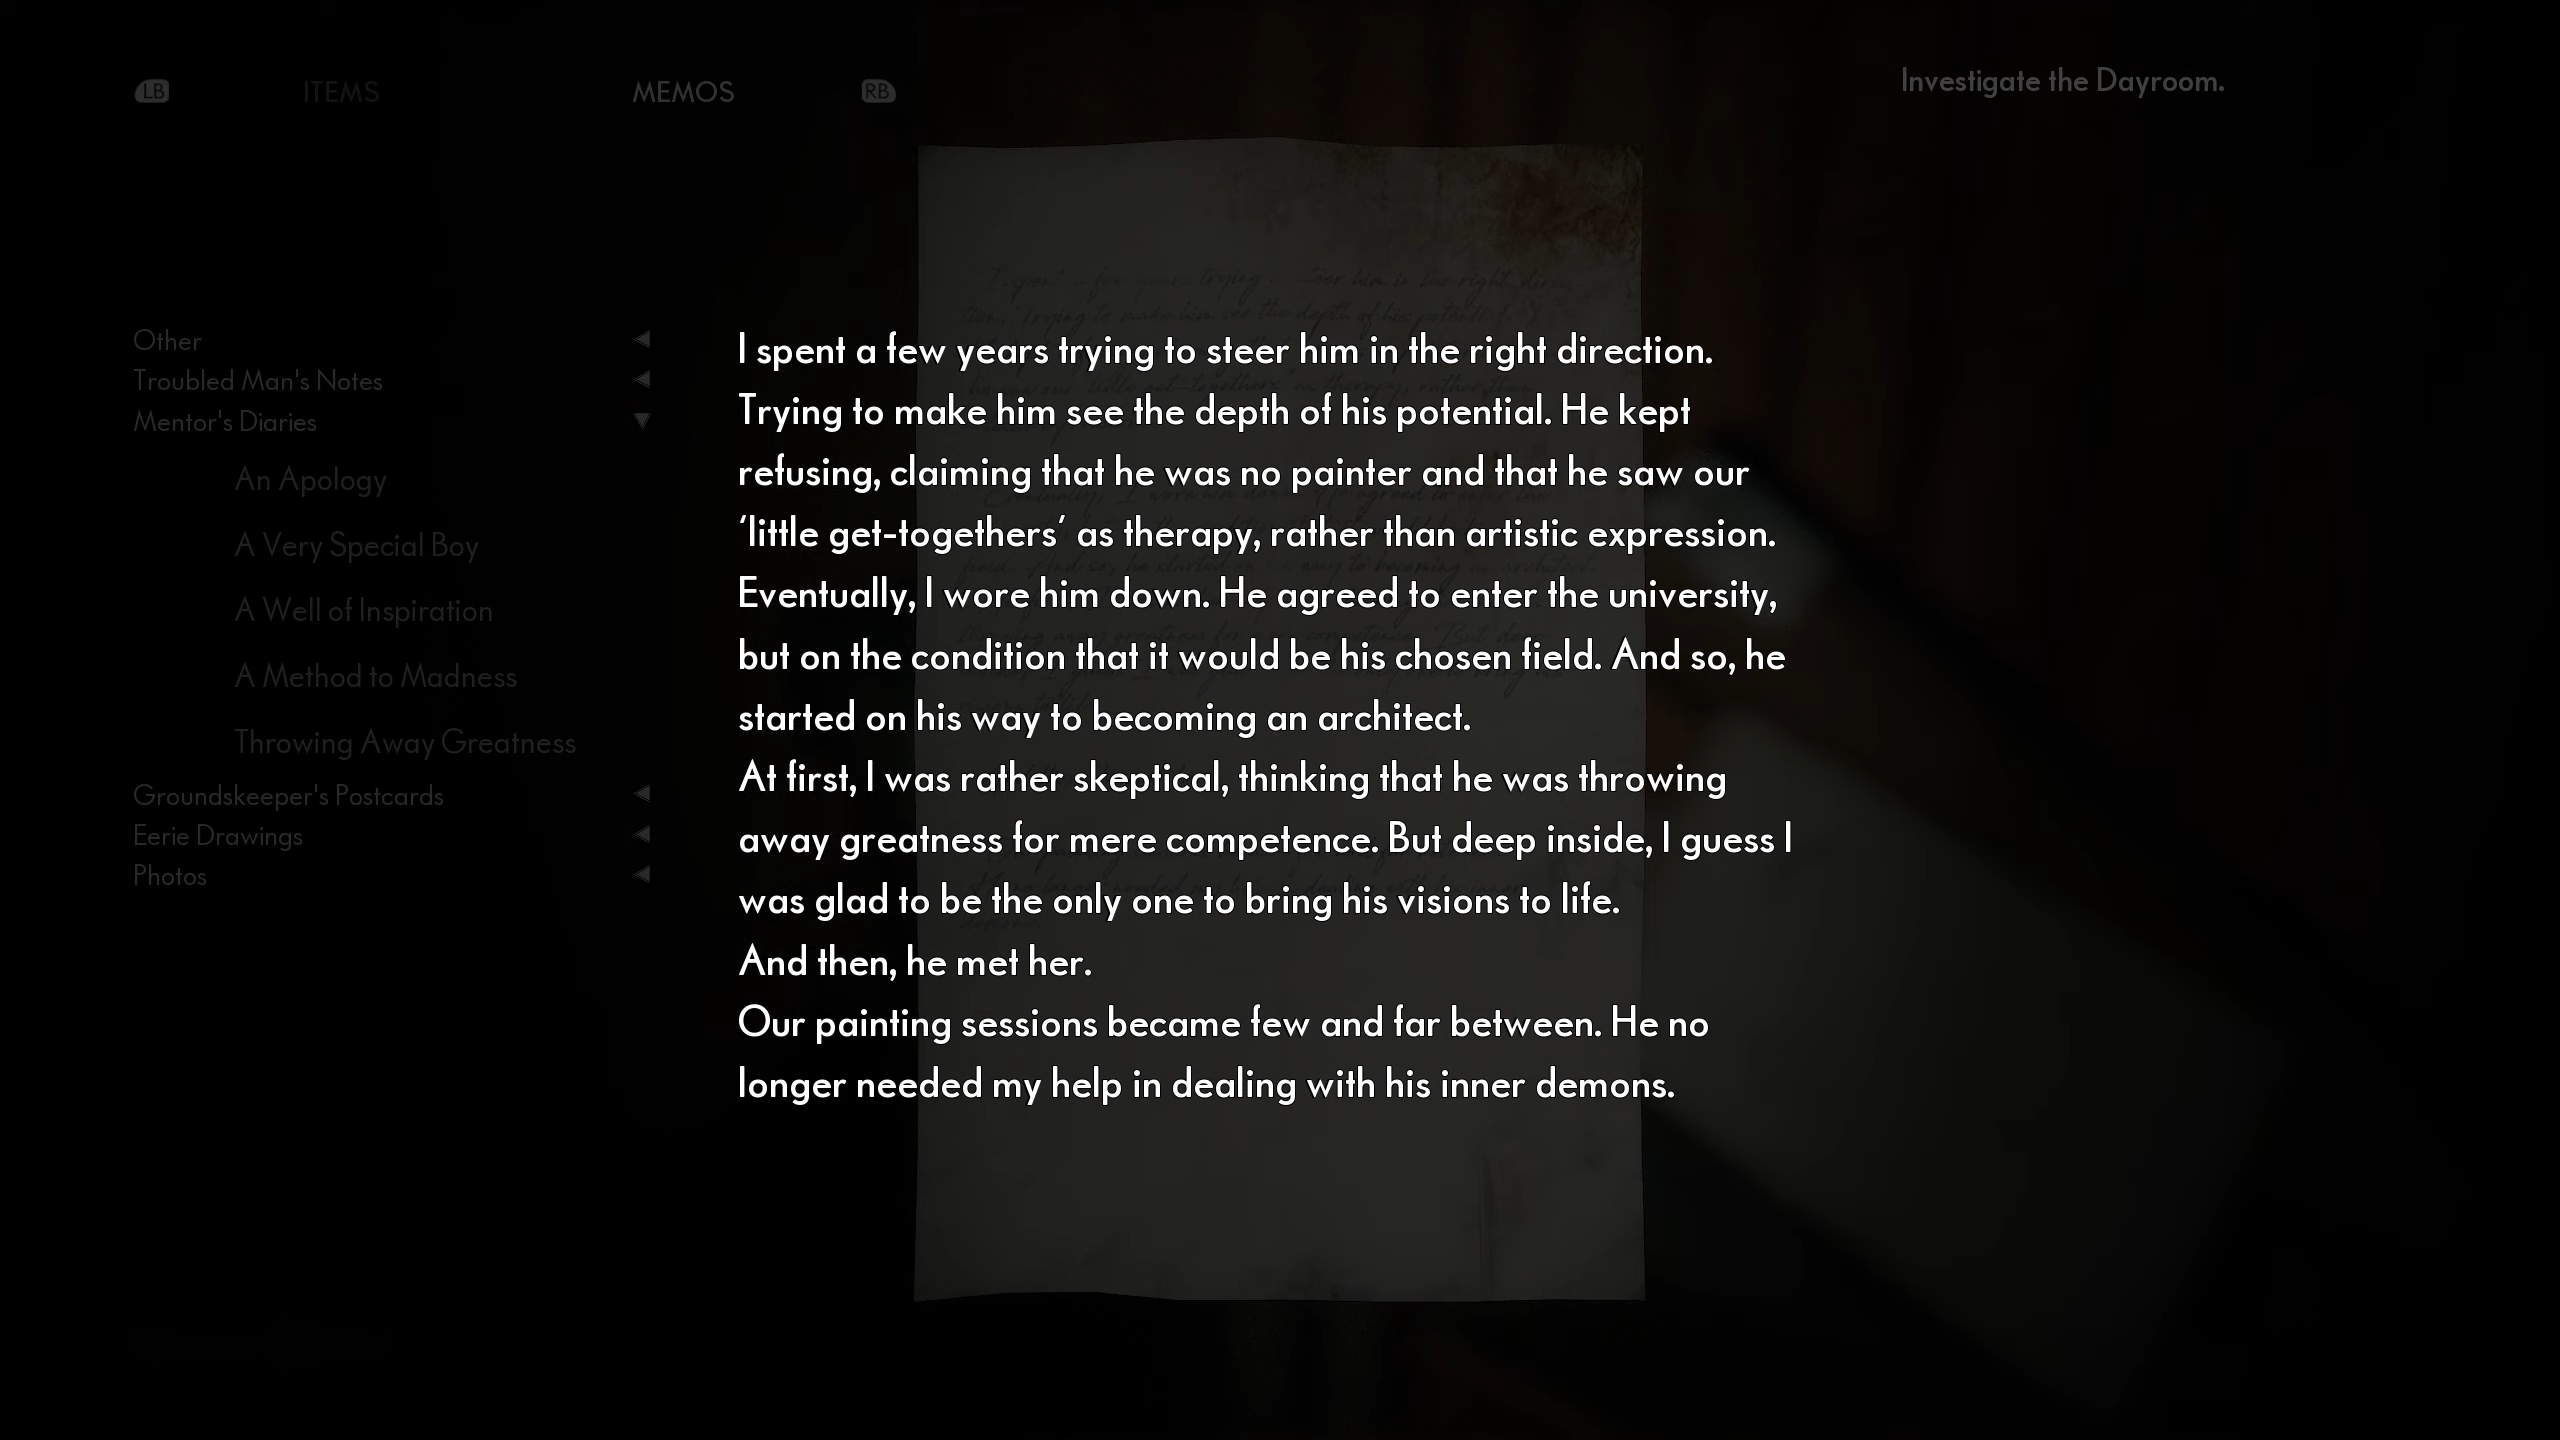 LB
ITEMS
MEMOS
RB
Investigate the Dayroom.
Other
Troubled Man's Notes
Mentor's Diaries
An Apology
A Very Special Boy
A Well of Inspiration
A Method to Madness
Throwing Away Greatness
Groundskeeper's Postcards
Eerie Drawings
Photos
I spent a few years trying to steer him in the right direction.
Trying to make him see the depth of his potential. He kept
refusing, claiming that he was no painter and that he saw our
‘little get-togethers’ as therapy, rather than artistic expression.
Eventually, I wore him down. He agreed to enter the university,
but on the condition that it would be his chosen field. And so, he
started on his way to becoming an architect.
At first, I was rather skeptical, thinking that he was throwing
away greatness for mere competence. But deep inside, I guess I
was glad to be the only one to bring his visions to life.
And then, he met her.
Our painting sessions became few and far between. He no
longer needed my help in dealing with his inner demons.